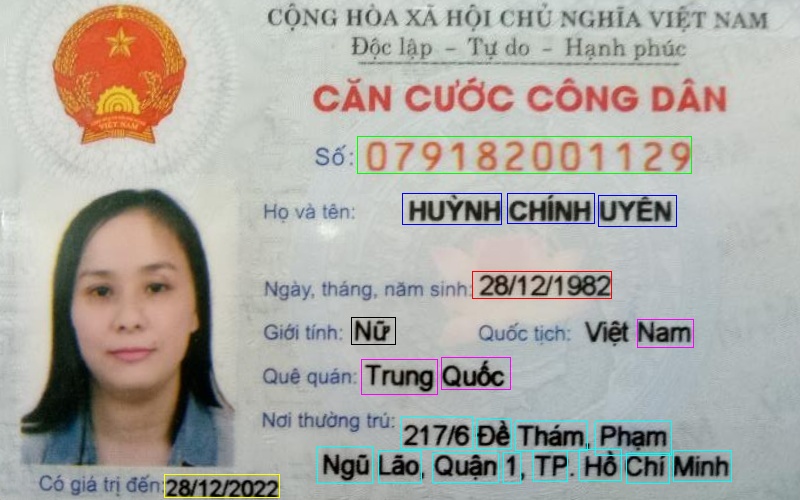 CỘNG HÒA XÃ HỘI CHỦ NGHĨA VIỆT NAM
Độc lập - Tự do - Hạnh phúc
CĂN CƯỚC CÔNG DÂN
Số: 079182001129
Họ và tên: HUỲNH CHÍNH UYÊN
Ngày, tháng, năm sinh: 28/12/1982
Giới tính: Nữ Quốc tịch: Việt Nam
Quê quán: Trung Quốc
Nơi thường trú: 217/6 Đề Thám, Phạm
Ngũ Lão, Quận 1, TP. Hồ Chí Minh
Có giá trị đến: 28/12/2022
VIỆT NAM